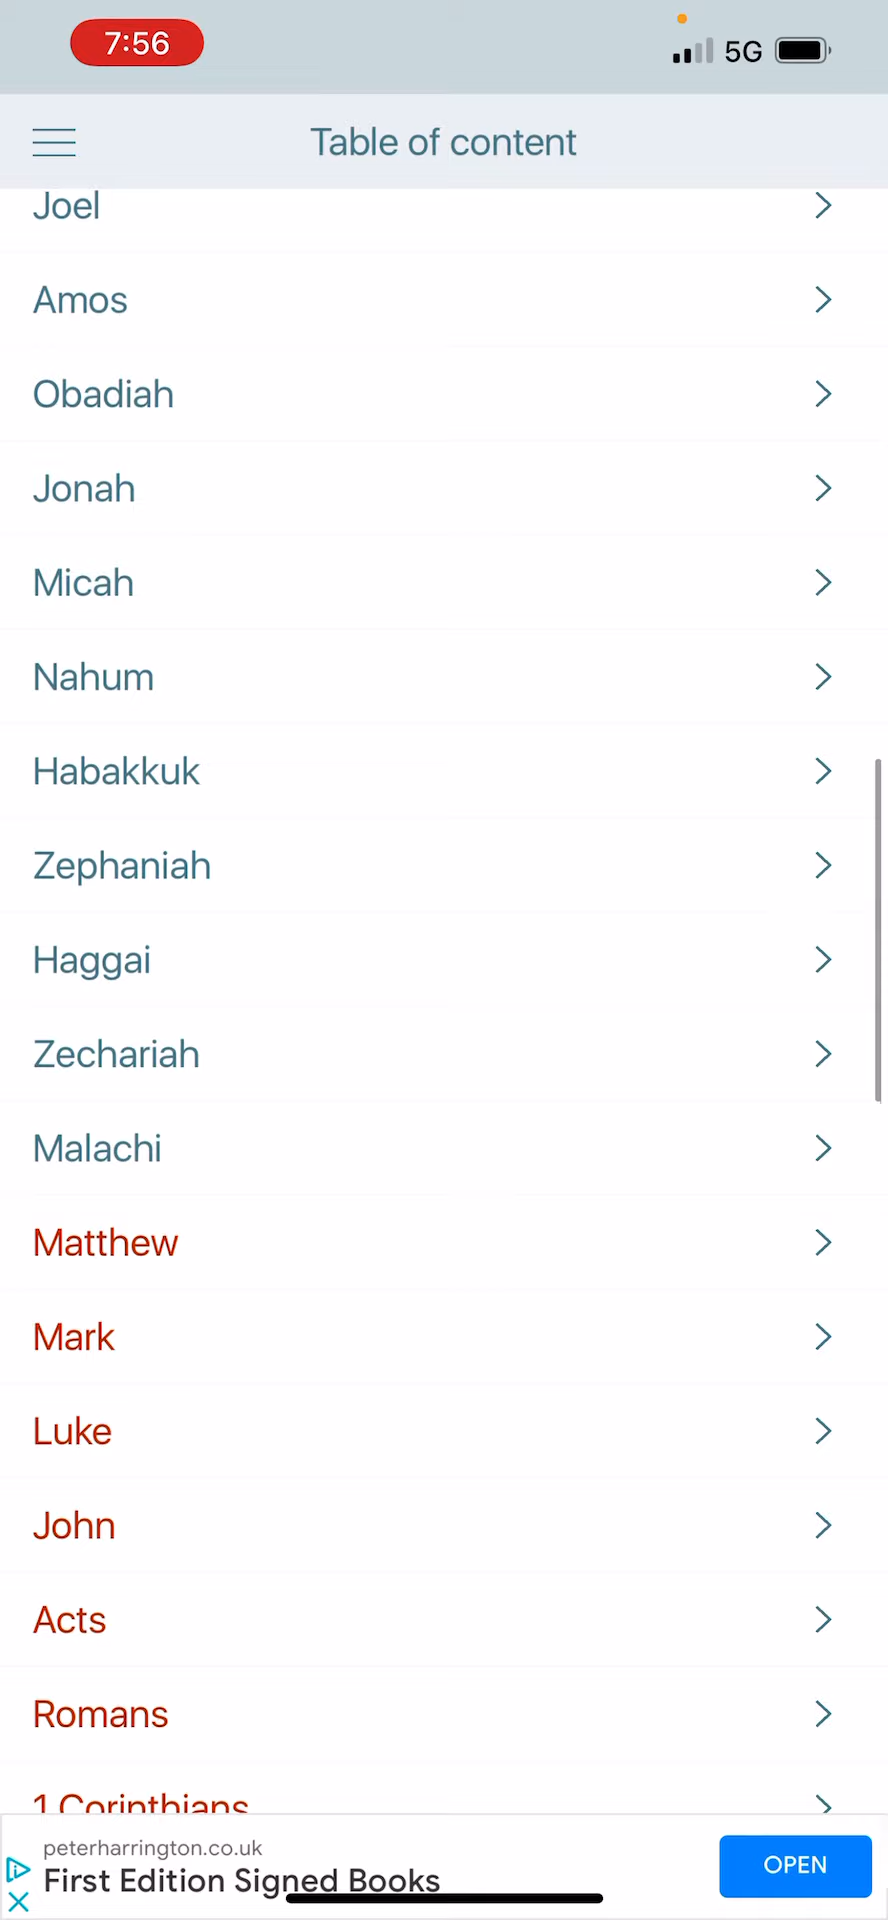 7:56
5G
Table of content
Joel
Amos
Obadiah
Jonah
Micah
Nahum
Habakkuk
Zephaniah
Haggai
Zechariah
Malachi
Matthew
Mark
Luke
John
Acts
Romans
1 Corinthians
peterharrington.co.uk
First Edition Signed Books
OPEN